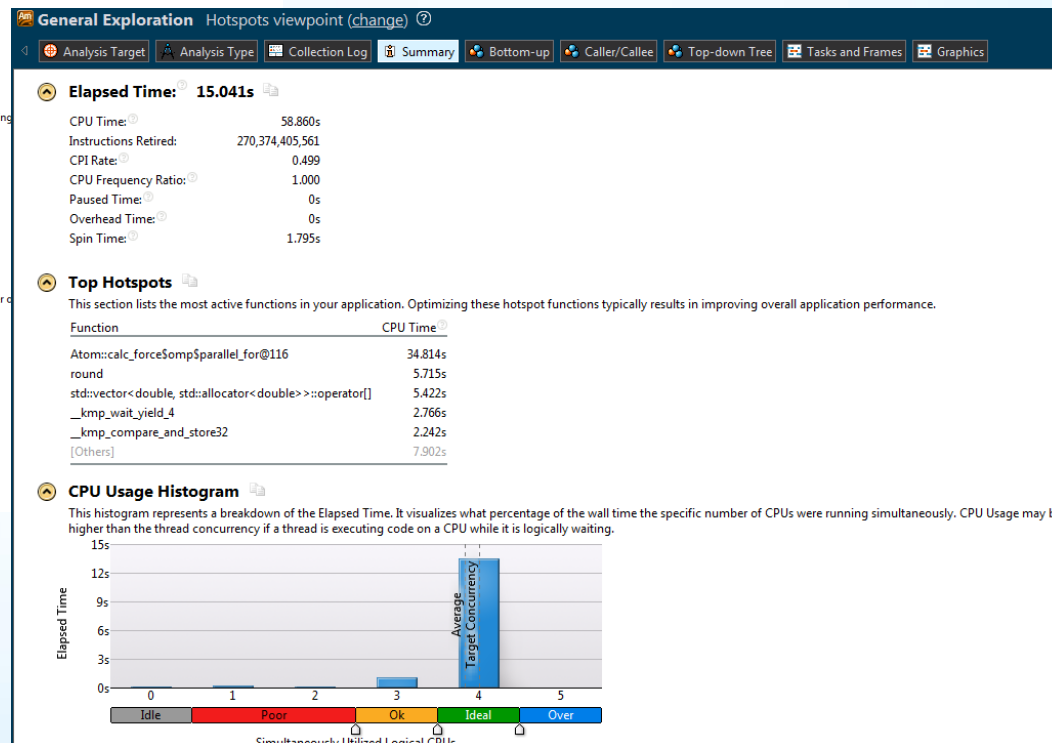 General Exploration Hotspots viewpoint (change) ?
Analysis Target Analysis Type Collection Log Summary Bottom-up Caller/Callee Top-down Tree Tasks and Frames Graphics
Elapsed Time: 15.041s
CPU Time: 58.860s
Instructions Retired: 270,374,405,561
CPI Rate: 0.499
CPU Frequency Ratio: 1.000
Paused Time: 0s
Overhead Time: 0s
Spin Time: 1.795s
Top Hotspots
This section lists the most active functions in your application. Optimizing these hotspot functions typically results in improving overall application performance.
Function CPU Time
Atom::calc_force$omp$parallel_for@116 34.814s
round 5.715s
std::vector<double, std::allocator<double>>::operator[] 5.422s
__kmp_wait_yield_4 2.766s
__kmp_compare_and_store32 2.242s
[Others] 7.902s
CPU Usage Histogram
This histogram represents a breakdown of the Elapsed Time. It visualizes what percentage of the wall time the specific number of CPUs were running simultaneously. CPU Usage may
higher than the thread concurrency if a thread is executing code on a CPU while it is logically waiting.
15s
12s
9s
6s
3s
0s
Elapsed Time
Average
Target Concurrency
0 1 2 3 4 5
Idle Poor Ok Ideal Over
Simultaneously Utilized Logical CPUs